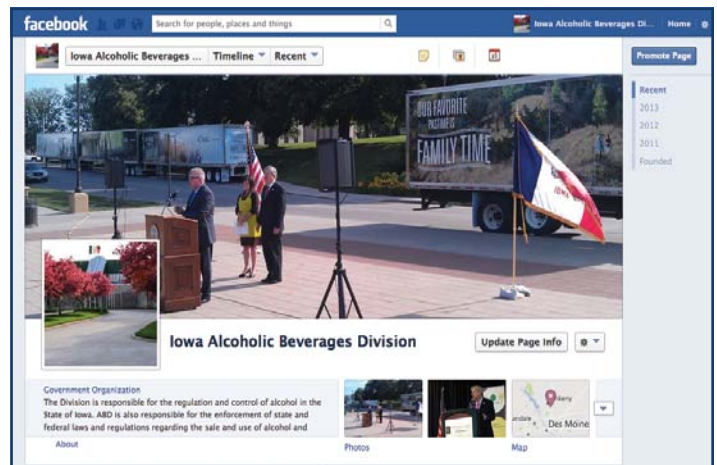 facebook
Search for people, places and things
Iowa Alcoholic Beverages Di...
Home
Iowa Alcoholic Beverages ...
Timeline
Recent
Promote Page
Recent
2013
2012
2011
Founded
OUR FAVORITE
PASTIME IS
FAMILY TIME
Iowa Alcoholic Beverages Division
Update Page Info
Government Organization
The Division is responsible for the regulation and control of alcohol in the
State of Iowa. ABD is also responsible for the enforcement of state and
federal laws and regulations regarding the sale and use of alcohol and
About
Photos
Map
Des Moine